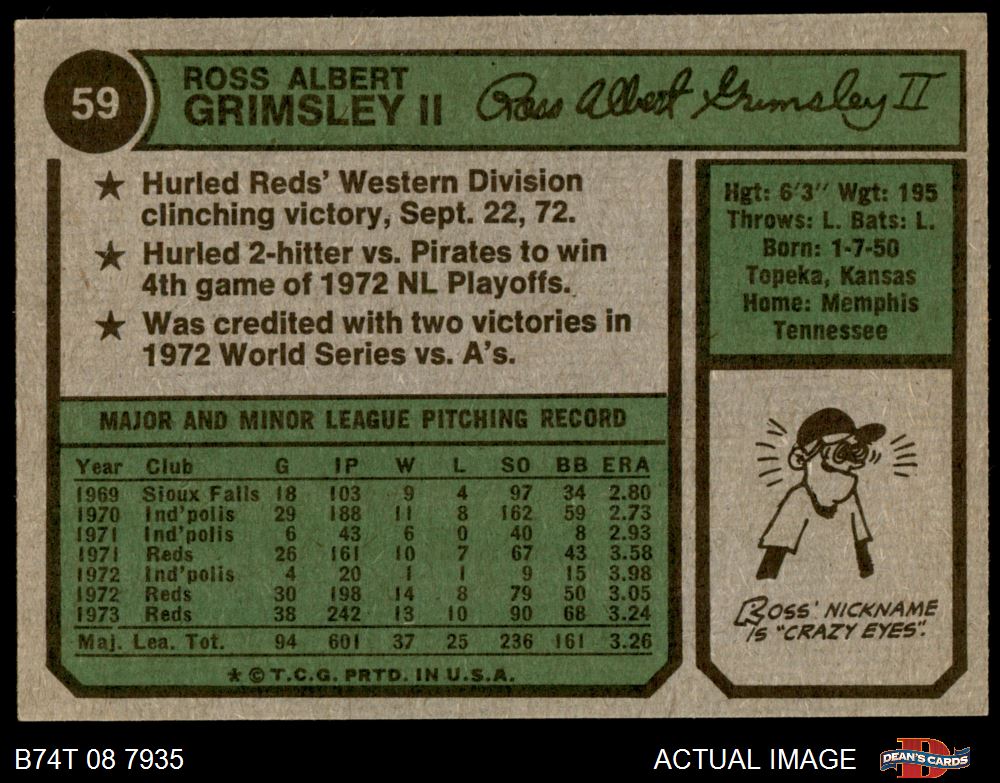 59
ROSS ALBERT
GRIMSLEY II
Ross Albert Grimsley II
★ Hurled Reds' Western Division
clinching victory, Sept. 22, 72.
★ Hurled 2-hitter vs. Pirates to win
4th game of 1972 NL Playoffs.
★ Was credited with two victories in
1972 World Series vs. A's.
Hgt: 6'3" Wgt: 195
Throws: L. Bats: L.
Born: 1-7-50
Topeka, Kansas
Home: Memphis
Tennessee
MAJOR AND MINOR LEAGUE PITCHING RECORD
Year Club G IP W L SO BB ERA
1969 Sioux Falls 18 103 9 4 97 34 2.80
1970 Ind'polis 29 188 11 8 162 59 2.73
1971 Ind'polis 6 43 6 0 40 8 2.93
1971 Reds 26 161 10 7 67 43 3.58
1972 Ind'polis 4 20 1 1 9 15 3.98
1972 Reds 30 198 14 8 79 50 3.05
1973 Reds 38 242 13 10 90 68 3.24
Maj. Lea. Tot. 94 601 37 25 236 161 3.26
★ © T.C.G. PRTD. IN U.S.A.
ROSS' NICKNAME
IS "CRAZY EYES".
B74T 08 7935
ACTUAL IMAGE
DEAN'S CARDS